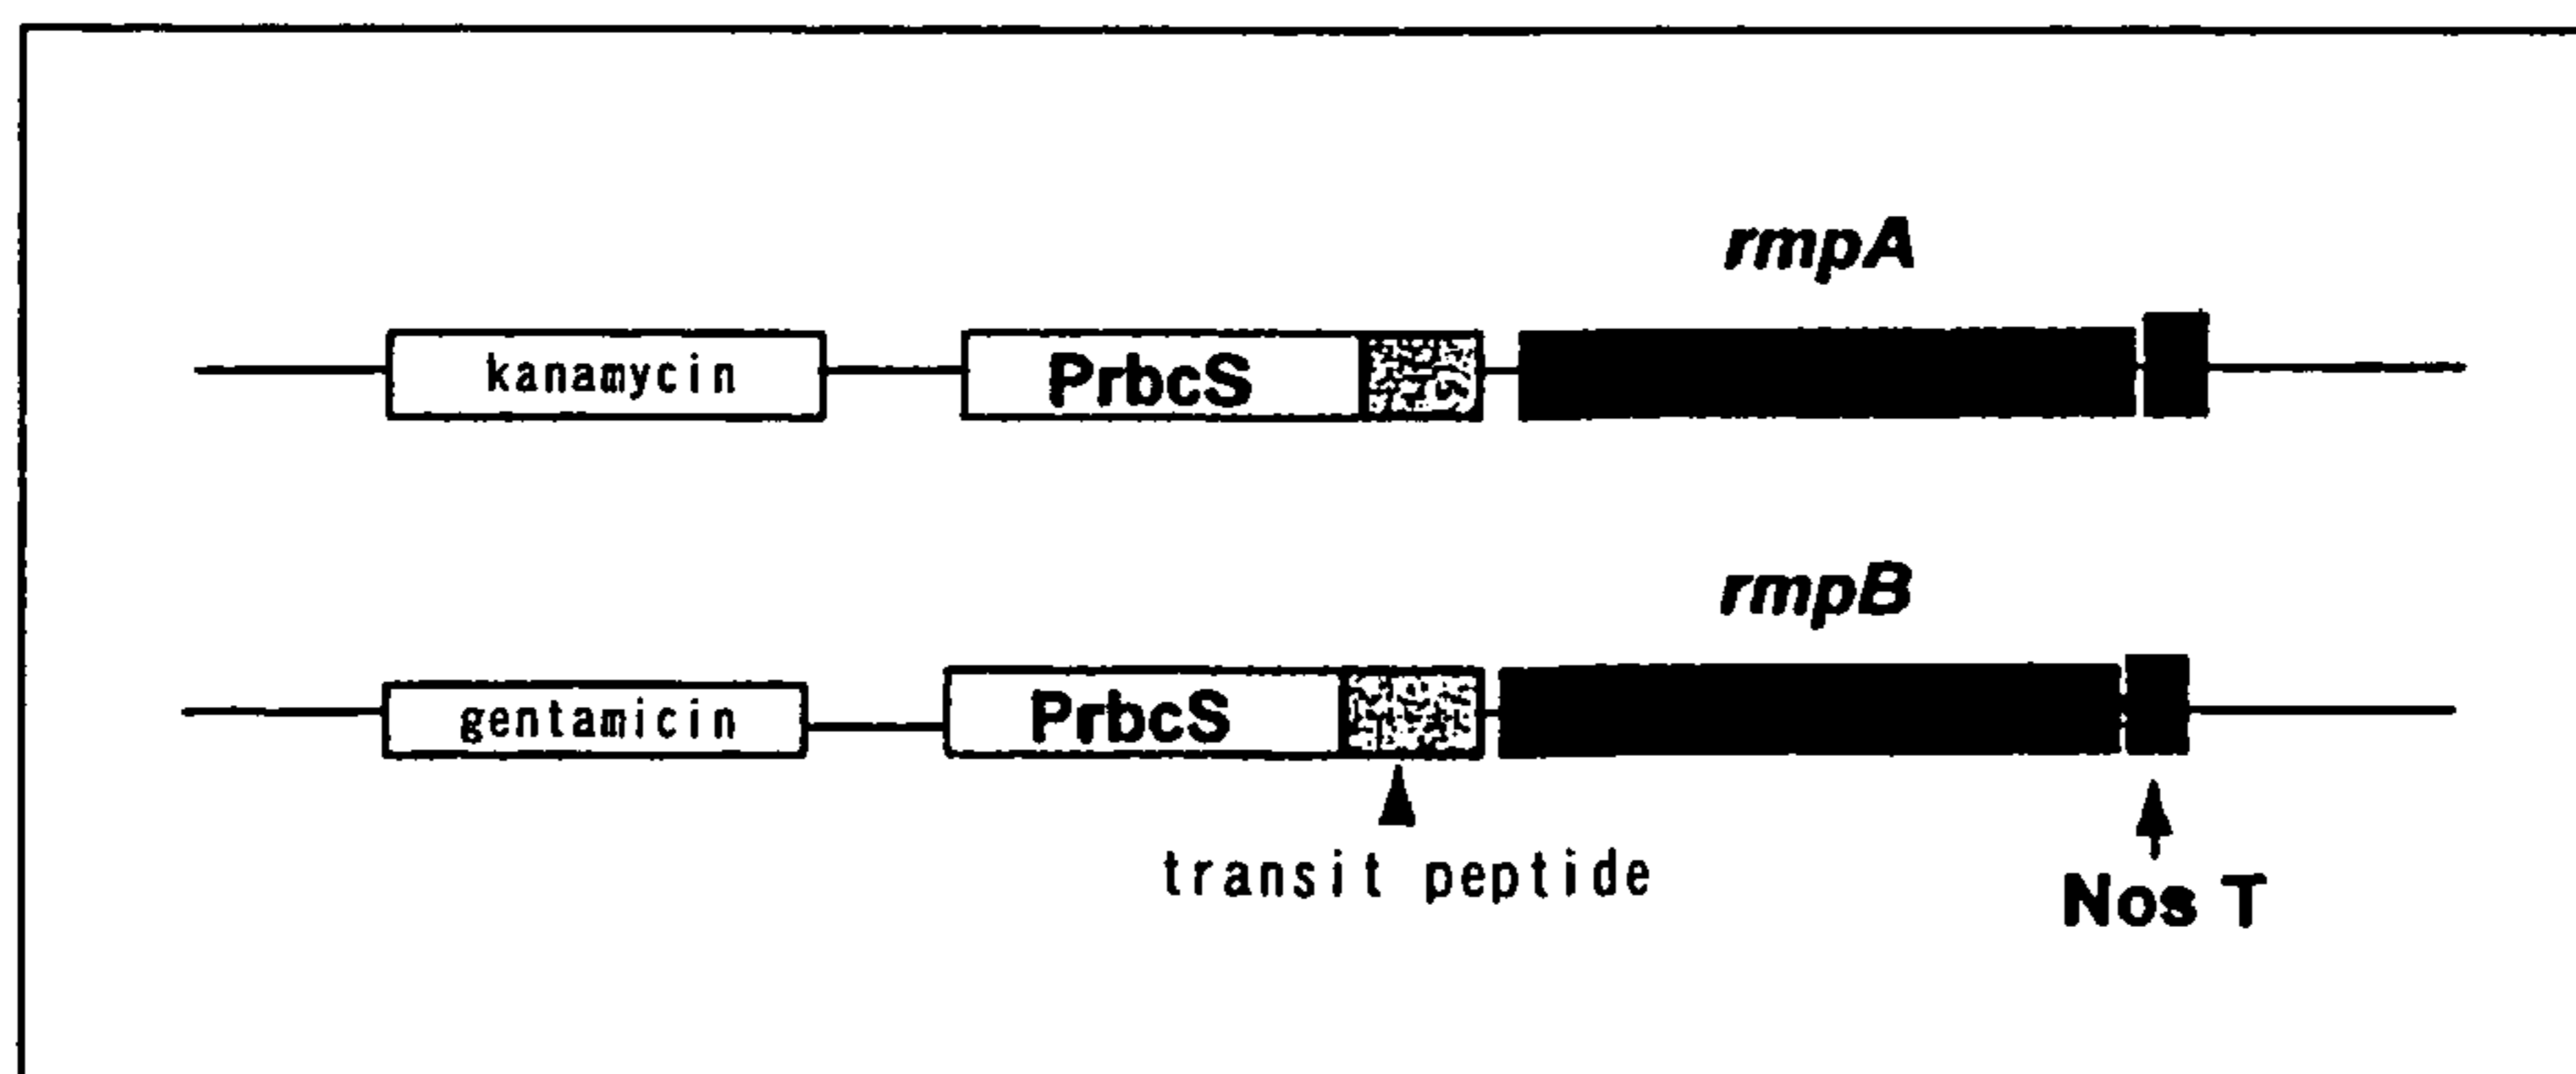 rmpA
kanamycin PrbcS
rmpB
gentamicin PrbcS
transit peptide
Nos T